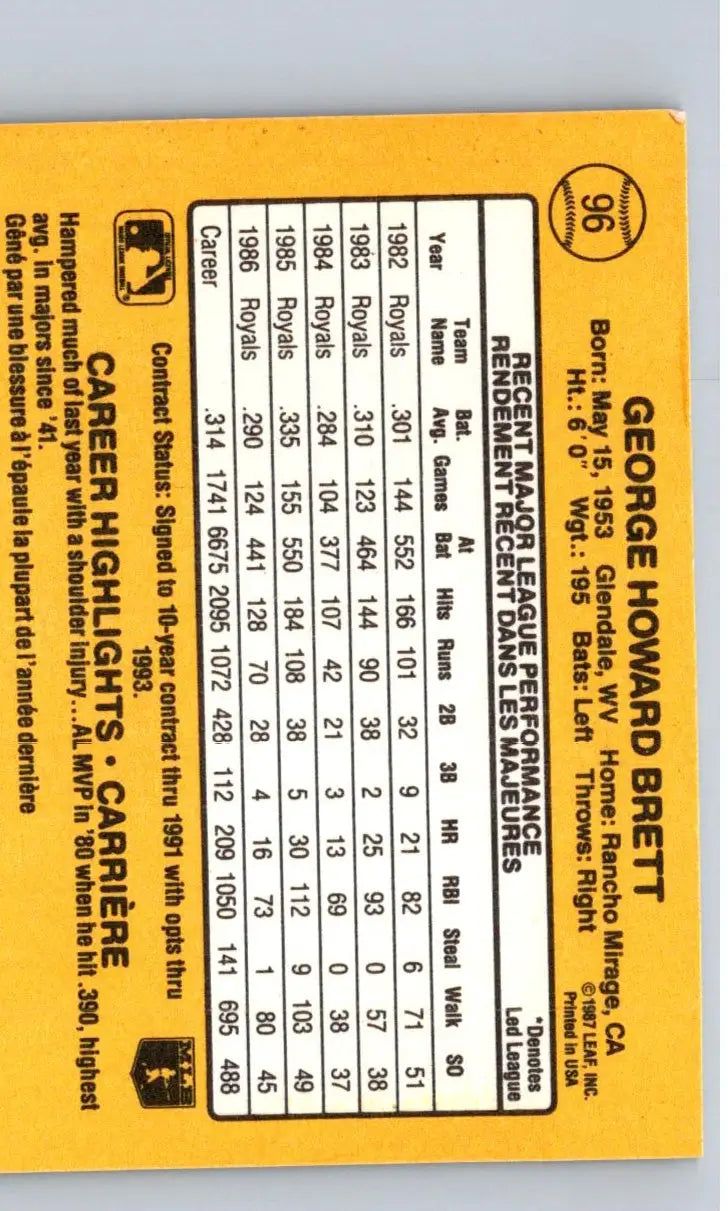 96
GEORGE HOWARD BRETT
Born: May 15, 1953 Glendale, WV Home: Rancho Mirage, CA
Ht.: 6'0" Wgt.: 195 Bats: Left Throws: Right
©1987 LEAF, INC.
Printed in USA
RECENT MAJOR LEAGUE PERFORMANCE
RENDEMENT RÉCENT DANS LES MAJEURES
*Denotes
Led League
Year Team Name Bat. Avg. Games At Bat Hits Runs 2B 3B HR RBI Steal Walk SO
1982 Royals .301 144 552 166 101 32 9 21 82 6 71 51
1983 Royals .310 123 464 144 90 38 2 25 93 0 57 38
1984 Royals .284 104 377 107 42 21 3 13 69 0 38 37
1985 Royals .335 155 550 184 108 38 5 30 112 9 103 49
1986 Royals .290 124 441 128 70 28 4 16 73 1 80 45
Career .314 1741 6675 2095 1072 428 112 209 1050 141 695 488
Contract Status: Signed to 10-year contract thru 1991 with opts thru
1993.
CAREER HIGHLIGHTS • CARRIÈRE
Hampered much of last year with a shoulder injury...AL MVP in '80 when he hit .390, highest
avg. in majors since '41.
Gêné par une blessure à l'épaule la plupart de l'année dernière